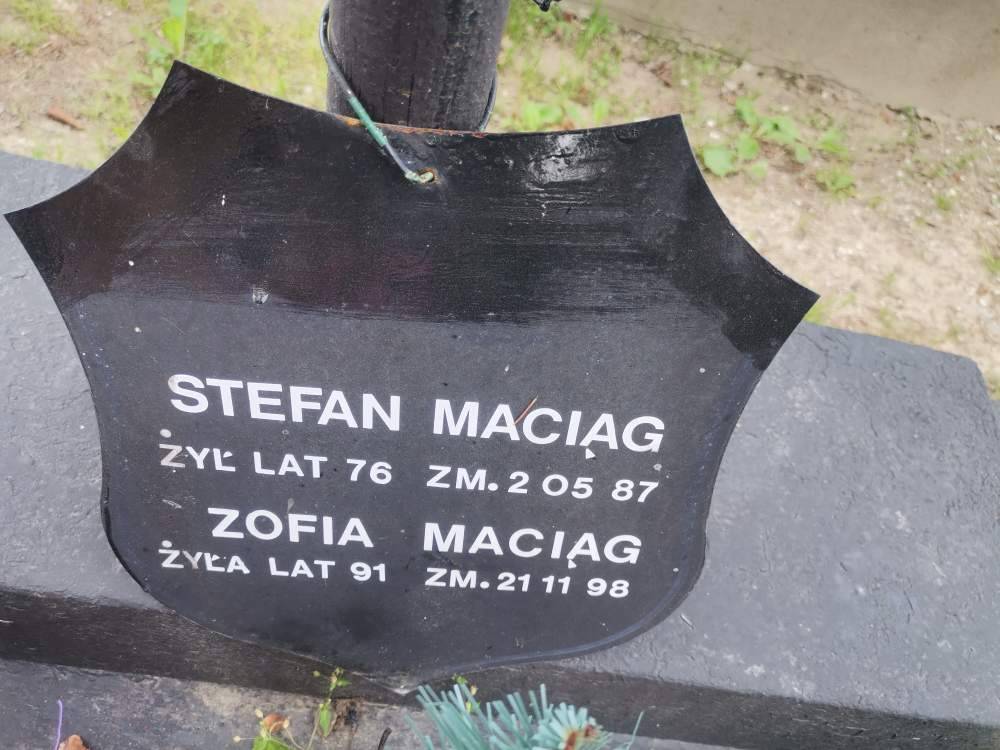 STEFAN MACIĄG
ŻYŁ LAT 76 ZM. 2 05 87
ZOFIA MACIĄG
ŻYŁA LAT 91 ZM. 21 11 98